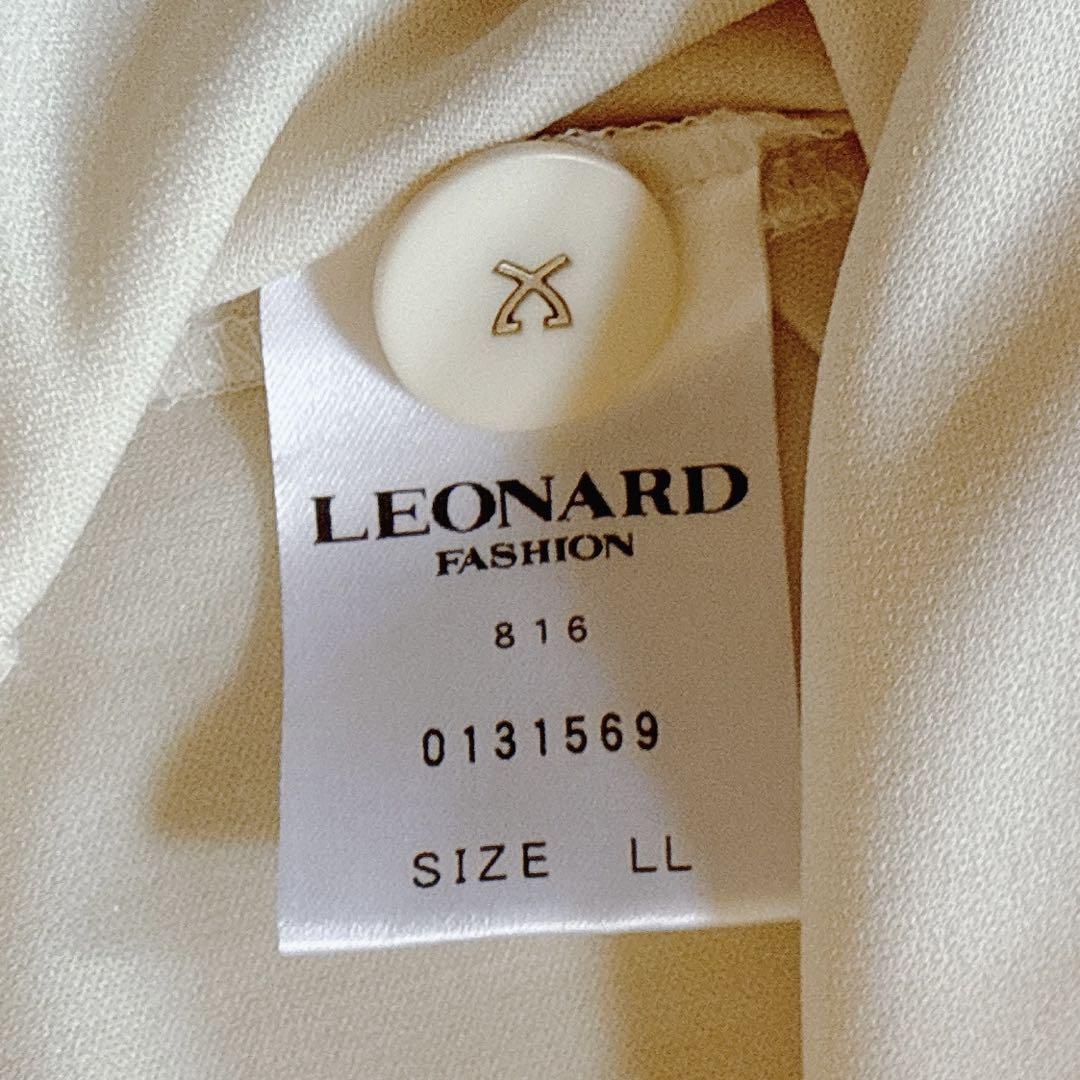 LEONARD
FASHION
816
0131569
SIZE LL